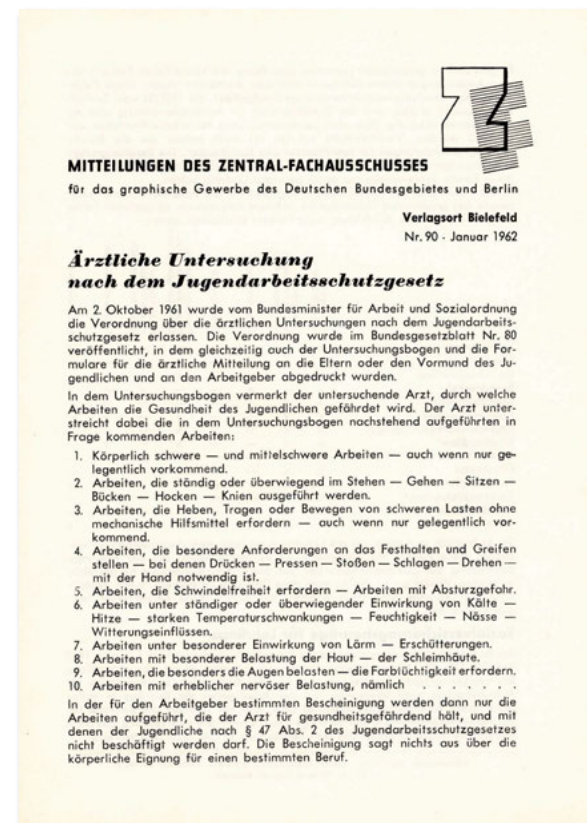 MITTEILUNGEN DES ZENTRAL-FACHAUSSCHUSSES
für das graphische Gewerbe des Deutschen Bundesgebietes und Berlin
Verlagsort Bielefeld
Nr. 90 · Januar 1962
Ärztliche Untersuchung
nach dem Jugendarbeitsschutzgesetz
Am 2. Oktober 1961 wurde vom Bundesminister für Arbeit und Sozialordnung
die Verordnung über die ärztlichen Untersuchungen nach dem Jugendarbeits-
schutzgesetz erlassen. Die Verordnung wurde im Bundesgesetzblatt Nr. 80
veröffentlicht, in dem gleichzeitig auch der Untersuchungsbogen und die For-
mulare für die ärztliche Mitteilung an die Eltern oder den Vormund des Ju-
gendlichen und an den Arbeitgeber abgedruckt wurden.
In dem Untersuchungsbogen vermerkt der untersuchende Arzt, durch welche
Arbeiten die Gesundheit des Jugendlichen gefährdet wird. Der Arzt unter-
streicht dabei die in dem Untersuchungsbogen nachstehend aufgeführten in
Frage kommenden Arbeiten:
1. Körperlich schwere — und mittelschwere Arbeiten — auch wenn nur ge-
legentlich vorkommend.
2. Arbeiten, die ständig oder überwiegend im Stehen — Gehen — Sitzen —
Bücken — Hocken — Knien ausgeführt werden.
3. Arbeiten, die Heben, Tragen oder Bewegen von schweren Lasten ohne
mechanische Hilfsmittel erfordern — auch wenn nur gelegentlich vor-
kommend.
4. Arbeiten, die besondere Anforderungen an das Festhalten und Greifen
stellen — bei denen Drücken — Pressen — Stoßen — Schlagen — Drehen —
mit der Hand notwendig ist.
5. Arbeiten, die Schwindelfreiheit erfordern — Arbeiten mit Absturzgefahr.
6. Arbeiten unter ständiger oder überwiegender Einwirkung von Kälte —
Hitze — starken Temperaturschwankungen — Feuchtigkeit — Nässe —
Witterungseinflüssen.
7. Arbeiten unter besonderer Einwirkung von Lärm — Erschütterungen.
8. Arbeiten mit besonderer Belastung der Haut — der Schleimhäute.
9. Arbeiten, die besonders die Augen belasten — die Farbtüchtigkeit erfordern.
10. Arbeiten mit erheblicher nervöser Belastung, nämlich . . . . . . .
In der für den Arbeitgeber bestimmten Bescheinigung werden dann nur die
Arbeiten aufgeführt, die der Arzt für gesundheitsgefährdend hält, und mit
denen der Jugendliche nach § 47 Abs. 2 des Jugendarbeitsschutzgesetzes
nicht beschäftigt werden darf. Die Bescheinigung sagt nichts aus über die
körperliche Eignung für einen bestimmten Beruf.